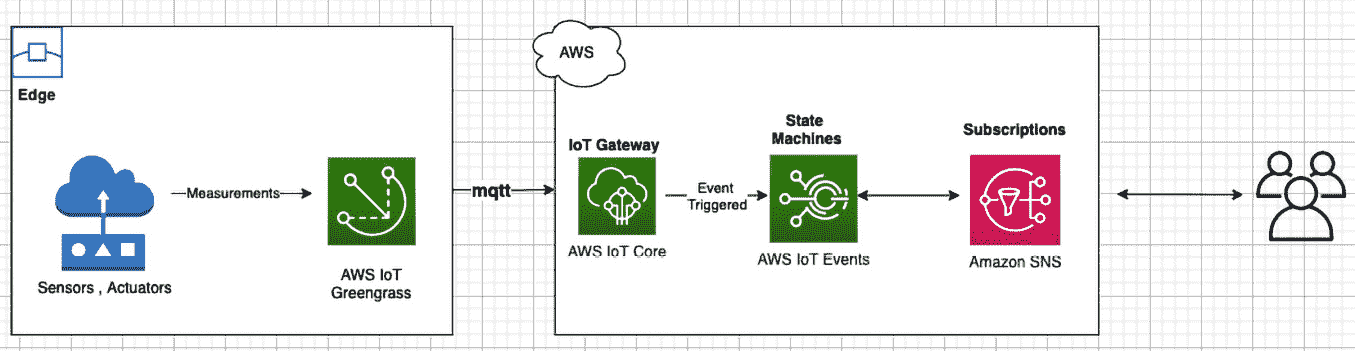 AWS
Edge
Sensors , Actuators
Measurements
AWS IoT
Greengrass
mqtt
IoT Gateway
AWS IoT Core
Event
Triggered
State
Machines
AWS IoT Events
Subscriptions
Amazon SNS